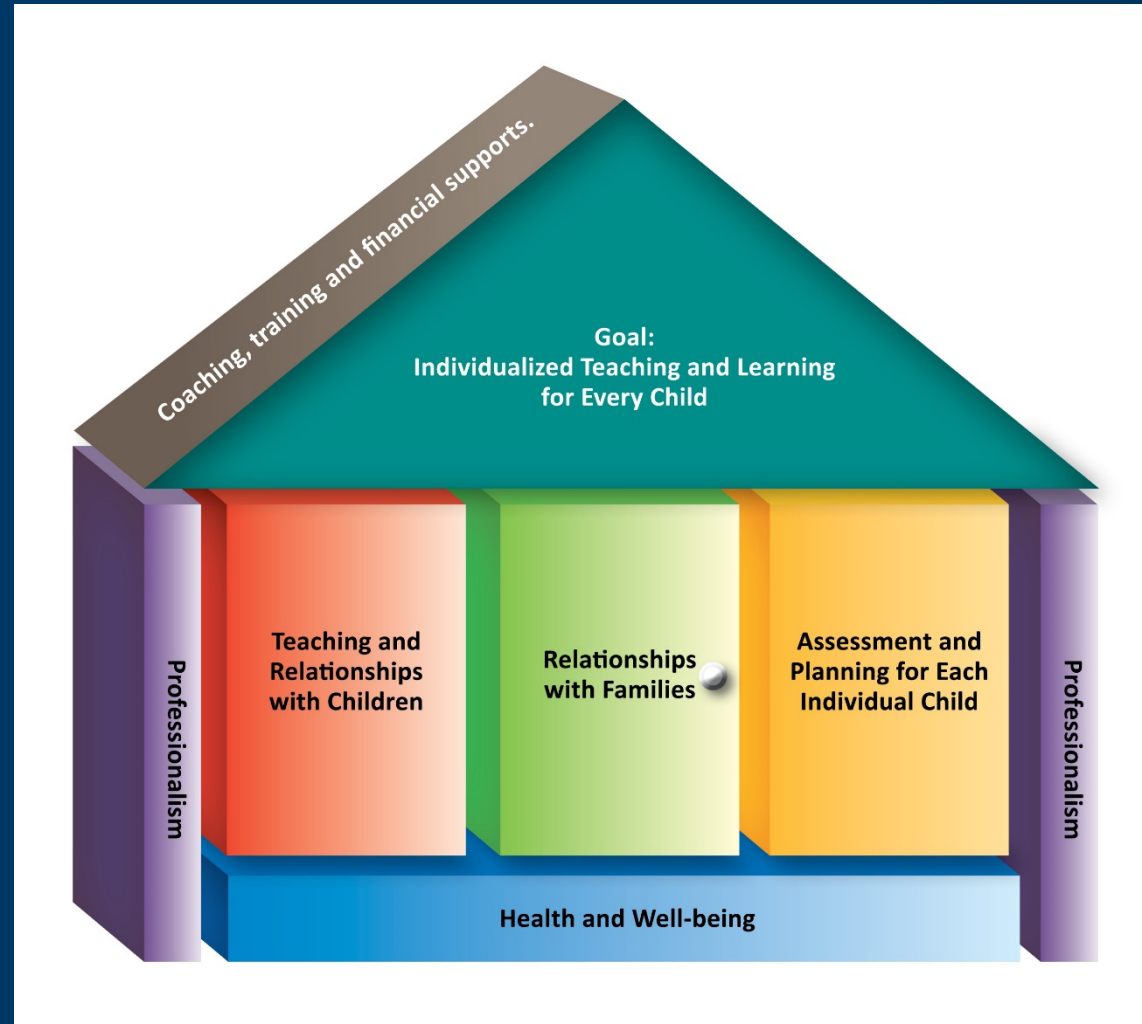 Coaching, training and financial supports.
Goal:
Individualized Teaching and Learning
for Every Child
Professionalism
Teaching and
Relationships
with Children
Relationships
with Families
Assessment and
Planning for Each
Individual Child
Professionalism
Health and Well-being